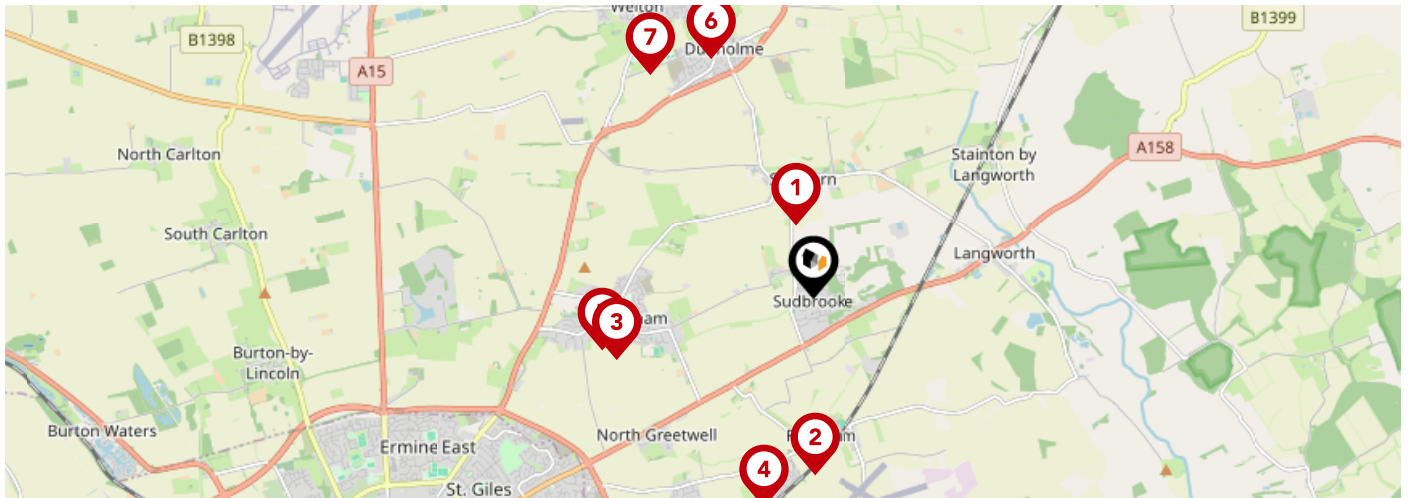 Welton
6
B1399
B1398
7
A15
A158
North Carlton
Stainton by
Langworth
1
South Carlton
Langworth
Sudbrooke
3
Burton-by-
Lincoln
Burton Waters
Ermine East
North Greetwell
2
4
St. Giles